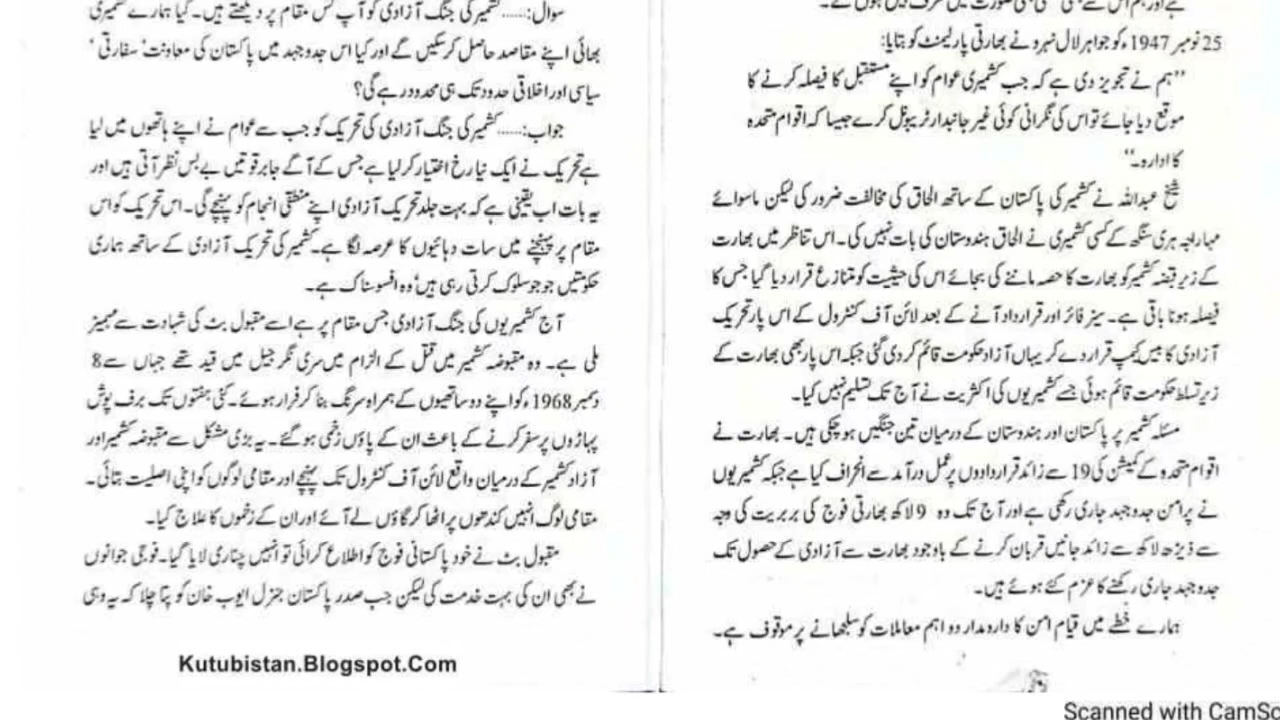 ہے اور ہم اس سے
25 نومبر 1947ء کو جواہر لال نہرو نے بھارتی پارلیمنٹ کو بتایا:
’’ہم نے تجویز دی ہے کہ جب کشمیری عوام کو اپنے مستقبل کا فیصلہ کرنے کا
موقع دیا جائے تو اس کی نگرانی کوئی غیر جانبدار ٹریبیونل کرے جیسا کہ اقوام متحدہ
کا ادارہ۔‘‘
شیخ عبداللہ نے کشمیر کی پاکستان کے ساتھ الحاق کی مخالفت ضرور کی لیکن ماسوائے
مہاراجہ ہری سنگھ کے کسی کشمیری نے الحاق ہندوستان کی بات نہیں کی۔ اس تناظر میں بھارت
کے زیر قبضہ کشمیر کو بھارت کا حصہ ماننے کی بجائے اس کی حیثیت کو متنازع قرار دیا گیا جس کا
فیصلہ ہونا باقی ہے۔ سیز فائر اور قرارداد آنے کے بعد لائن آف کنٹرول کے اس پار تحریک
آزادی کا بیس کیمپ قرار دے کر یہاں آزاد حکومت قائم کر دی گئی جبکہ اس پار بھی بھارت کے
زیر تسلط حکومت قائم ہوئی جسے کشمیریوں کی اکثریت نے آج تک تسلیم نہیں کیا۔
مسئلہ کشمیر پر پاکستان اور ہندوستان کے درمیان تین جنگیں ہو چکی ہیں۔ بھارت نے
اقوام متحدہ کے کمیشن کی 19 سے زائد قراردادوں پر عمل درآمد سے انحراف کیا ہے جبکہ کشمیریوں
نے پرامن جدوجہد جاری رکھی ہے اور آج تک وہ 9 لاکھ بھارتی فوج کی بربریت کی وجہ
سے ڈیڑھ لاکھ سے زائد جانیں قربان کرنے کے باوجود بھارت سے آزادی کے حصول تک
جدوجہد جاری رکھنے کا عزم کئے ہوئے ہیں۔
ہمارے خطے میں قیام امن کا دارومدار دو اہم معاملات کو سلجھانے پر موقوف ہے۔
سوال:..... کشمیر کی جنگ آزادی کو آپ کس مقام پر دیکھتے ہیں۔ کیا ہمارے کشمیری
بھائی اپنے مقاصد حاصل کر سکیں گے اور کیا اس جدوجہد میں پاکستان کی معاونت‘ سفارتی‘
سیاسی اور اخلاقی حدود تک ہی محدود رہے گی؟
جواب:..... کشمیر کی جنگ آزادی کی تحریک کو جب سے عوام نے اپنے ہاتھوں میں لیا
ہے تحریک نے ایک نیا رخ اختیار کر لیا ہے جس کے آگے جابر قوتیں بے بس نظر آتی ہیں اور
یہ بات اب یقینی ہے کہ بہت جلد تحریک آزادی اپنے منطقی انجام کو پہنچے گی۔ اس تحریک کو اس
مقام پر پہنچنے میں سات دہائیوں کا عرصہ لگا ہے۔ کشمیر کی تحریک آزادی کے ساتھ ہماری
حکومتیں جو جو سلوک کرتی رہی ہیں‘ وہ افسوسناک ہے۔
آج کشمیریوں کی جنگ آزادی جس مقام پر ہے اسے مقبول بٹ کی شہادت سے مہمیز
ملی ہے۔ وہ مقبوضہ کشمیر میں قتل کے الزام میں سری نگر جیل میں قید تھے جہاں سے 8
دسمبر 1968ء کو اپنے دو ساتھیوں کے ہمراہ سرنگ بنا کر فرار ہوئے۔ کئی ہفتوں تک برف پوش
پہاڑوں پر سفر کرنے کے باعث ان کے پاؤں زخمی ہو گئے۔ یہ بڑی مشکل سے مقبوضہ کشمیر اور
آزاد کشمیر کے درمیان واقع لائن آف کنٹرول تک پہنچے اور مقامی لوگوں کو اپنی اصلیت بتائی۔
مقامی لوگ انہیں کندھوں پر اٹھا کر گاؤں لے آئے اور ان کے زخموں کا علاج کیا۔
مقبول بٹ نے خود پاکستانی فوج کو اطلاع کرائی تو انہیں چناری لایا گیا۔ فوجی جوانوں
نے بھی ان کی بہت خدمت کی لیکن جب صدر پاکستان جنرل ایوب خان کو پتا چلا کہ یہ وہی
Kutubistan.Blogspot.Com
Scanned with CamSc